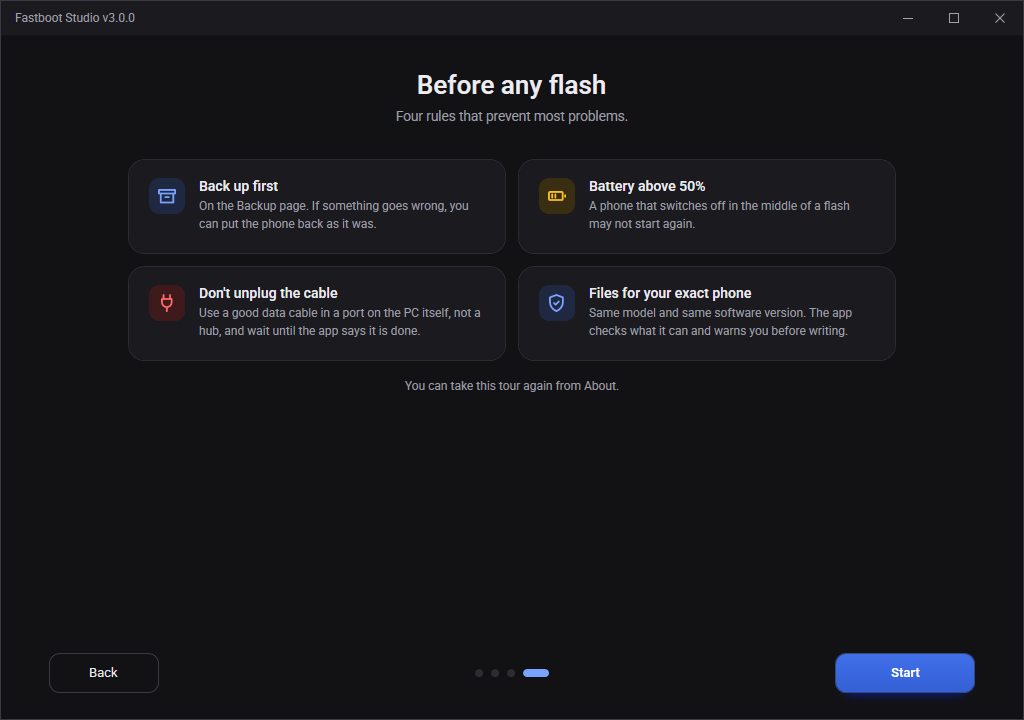 Fastboot Studio v3.0.0
Before any flash
Four rules that prevent most problems.
Back up first
On the Backup page. If something goes wrong, you
can put the phone back as it was.
Battery above 50%
A phone that switches off in the middle of a flash
may not start again.
Don't unplug the cable
Use a good data cable in a port on the PC itself, not a
hub, and wait until the app says it is done.
Files for your exact phone
Same model and same software version. The app
checks what it can and warns you before writing.
You can take this tour again from About.
Back
Start